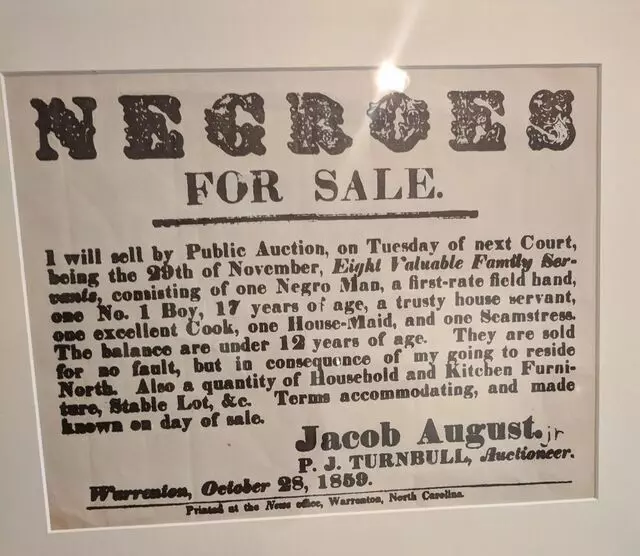 NEGROES
FOR SALE.
I will sell by Public Auction, on Tuesday of next Court,
being the 29th of November, Eight Valuable Family Ser-
vants, consisting of one Negro Man, a first-rate field hand,
one No. 1 Boy, 17 years of age, a trusty house servant,
one excellent Cook, one House-Maid, and one Seamstress.
The balance are under 12 years of age. They are sold
for no fault, but in consequence of my going to reside
North. Also a quantity of Household and Kitchen Furni-
ture, Stable Lot, &c. Terms accommodating, and made
known on day of sale.
Jacob August. jr
P. J. TURNBULL, Auctioneer.
Warrenton, October 28, 1859.
Printed at the News office, Warrenton, North Carolina.